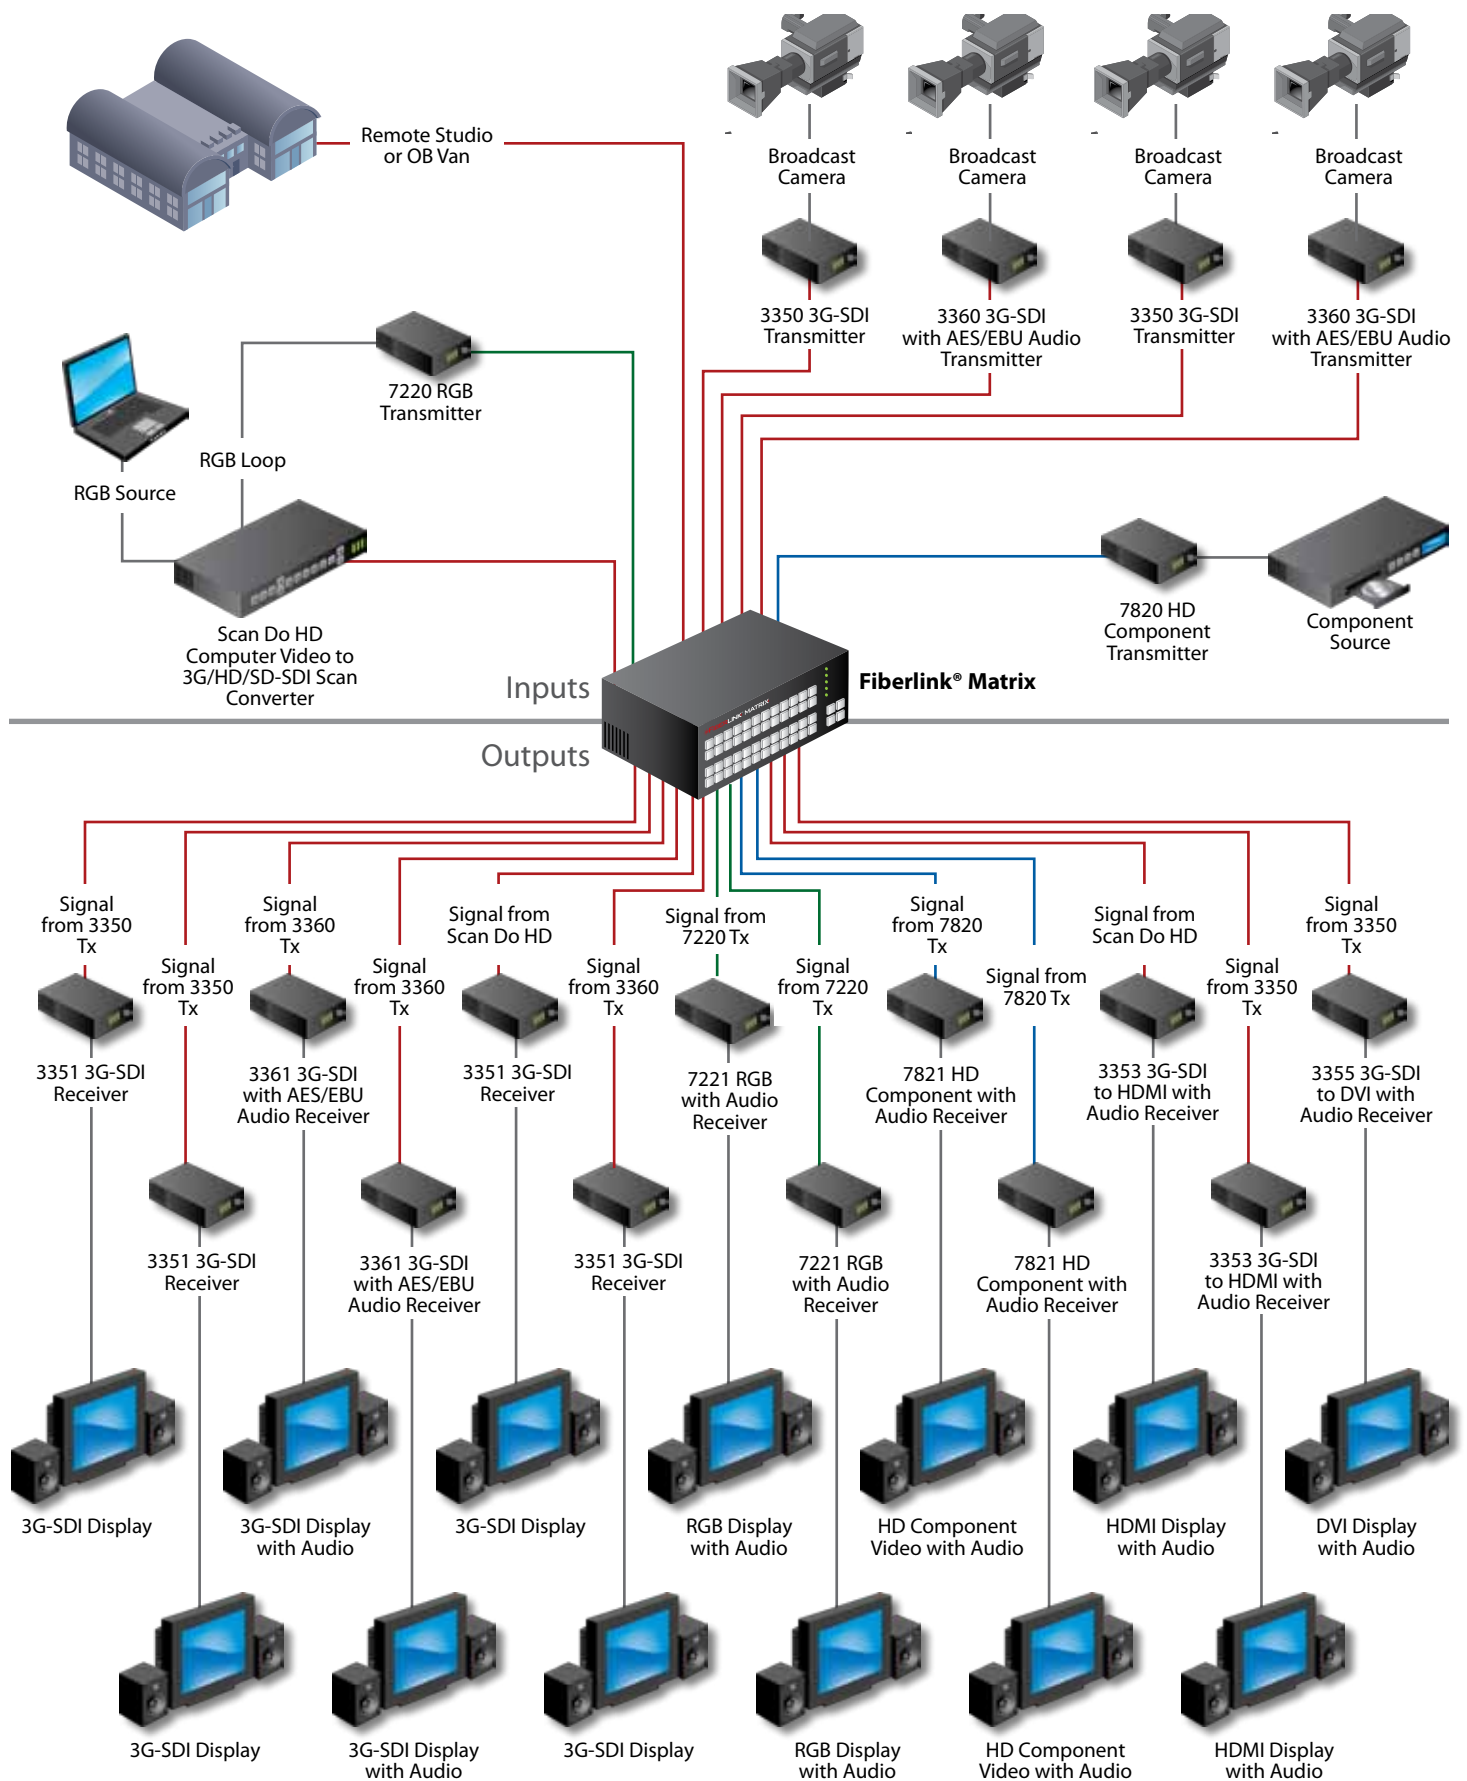 Remote Studio
or OB Van
Broadcast
Camera
Broadcast
Camera
Broadcast
Camera
Broadcast
Camera
3350 3G-SDI
Transmitter
3360 3G-SDI
with AES/EBU Audio
Transmitter
3350 3G-SDI
Transmitter
3360 3G-SDI
with AES/EBU Audio
Transmitter
7220 RGB
Transmitter
RGB Loop
RGB Source
Scan Do HD
Computer Video to
3G/HD/SD-SDI Scan
Converter
7820 HD
Component
Transmitter
Component
Source
Fiberlink® Matrix
Inputs
Outputs
Signal
from 3350
Tx
Signal
from 3350
Tx
Signal
from 3360
Tx
Signal
from 3360
Tx
Signal from
Scan Do HD
Signal
from 3360
Tx
Signal from
7220 Tx
Signal
from 7220
Tx
Signal
from 7820
Tx
Signal from
7820 Tx
Signal from
Scan Do HD
Signal
from 3350
Tx
Signal
from 3350
Tx
3351 3G-SDI
Receiver
3361 3G-SDI
with AES/EBU
Audio Receiver
3351 3G-SDI
Receiver
7221 RGB
with Audio
Receiver
7821 HD
Component with
Audio Receiver
3353 3G-SDI
to HDMI with
Audio Receiver
3355 3G-SDI
to DVI with
Audio Receiver
3351 3G-SDI
Receiver
3361 3G-SDI
with AES/EBU
Audio Receiver
3351 3G-SDI
Receiver
7221 RGB
with Audio
Receiver
7821 HD
Component with
Audio Receiver
3353 3G-SDI
to HDMI with
Audio Receiver
3G-SDI Display
3G-SDI Display
with Audio
3G-SDI Display
RGB Display
with Audio
HD Component
Video with Audio
HDMI Display
with Audio
DVI Display
with Audio
3G-SDI Display
3G-SDI Display
with Audio
3G-SDI Display
RGB Display
with Audio
HD Component
Video with Audio
HDMI Display
with Audio